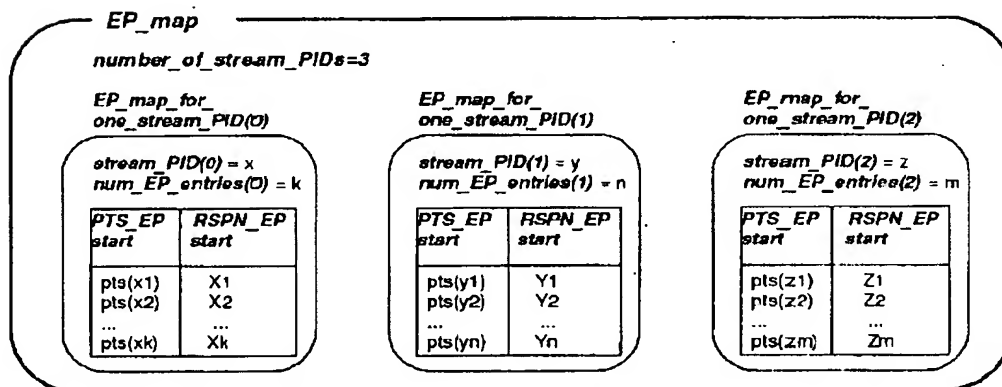 EP_map
number_of_stream_PIDs=3
EP_map_for_
one_stream_PID(0)
stream_PID(0) = x
num_EP_entries(0) = k
PTS_EP RSPN_EP
start start
pts(x1) X1
pts(x2) X2
... ...
pts(xk) Xk
EP_map_for_
one_stream_PID(1)
stream_PID(1) = y
num_EP_entries(1) = n
PTS_EP RSPN_EP
start start
pts(y1) Y1
pts(y2) Y2
... ...
pts(yn) Yn
EP_map_for_
one_stream_PID(2)
stream_PID(2) = z
num_EP_entries(2) = m
PTS_EP RSPN_EP
start start
pts(z1) Z1
pts(z2) Z2
... ...
pts(zm) Zm